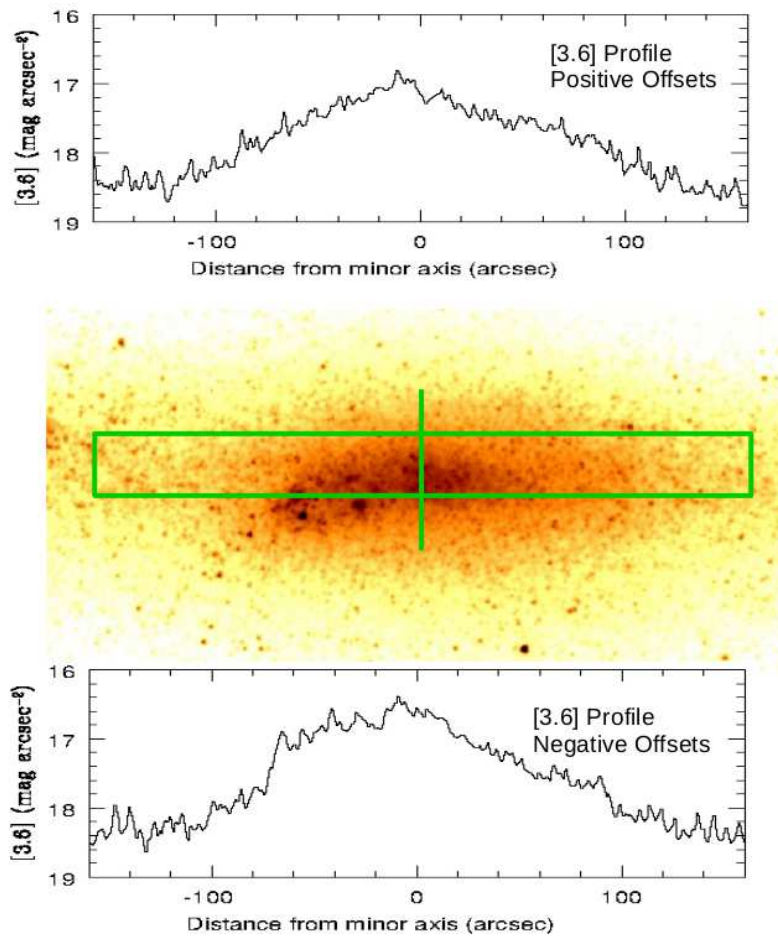 16
17
18
19
[3.6] (mag arcsec⁻²)
[3.6] Profile
Positive Offsets
-100 0 100
Distance from minor axis (arcsec)
16
17
18
19
[3.6] (mag arcsec⁻²)
[3.6] Profile
Negative Offsets
-100 0 100
Distance from minor axis (arcsec)